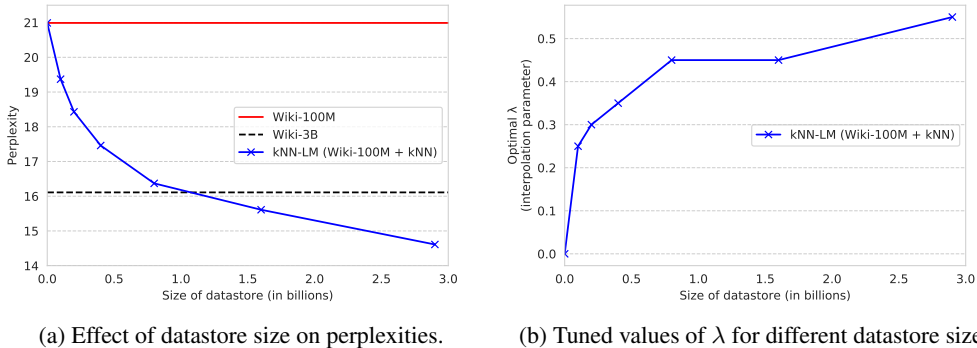 21
20
19
18
17
16
15
14
Perplexity
Wiki-100M
Wiki-3B
kNN-LM (Wiki-100M + kNN)
0.0 0.5 1.0 1.5 2.0 2.5 3.0
Size of datastore (in billions)
(a) Effect of datastore size on perplexities.
0.5
0.4
0.3
0.2
0.1
0.0
Optimal λ
(interpolation parameter)
kNN-LM (Wiki-100M + kNN)
0.0 0.5 1.0 1.5 2.0 2.5 3.0
Size of datastore (in billions)
(b) Tuned values of λ for different datastore size